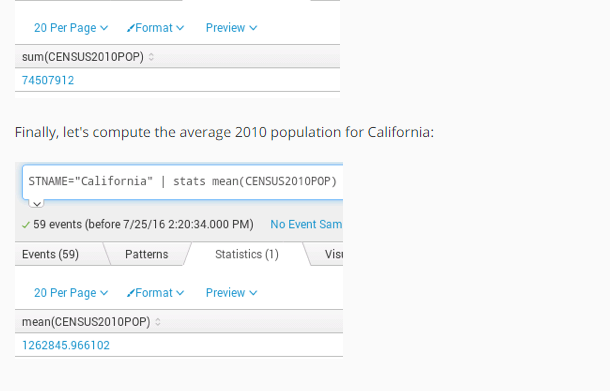 20 Per Page Format Preview
sum(CENSUS2010POP)
74507912
Finally, let's compute the average 2010 population for California:
STNAME="California" | stats mean(CENSUS2010POP)
59 events (before 7/25/16 2:20:34.000 PM) No Event Sam
Events (59) Patterns Statistics (1) Visu
20 Per Page Format Preview
mean(CENSUS2010POP)
1262845.966102